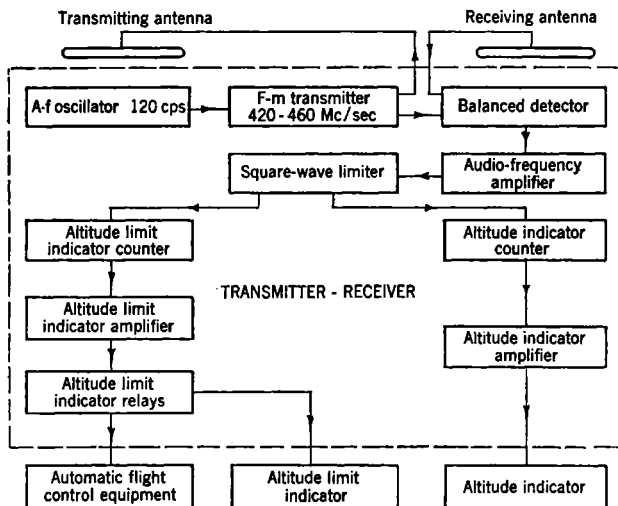 Transmitting antenna
Receiving antenna
A-f oscillator 120 cps
F-m transmitter
420-460 Mc/sec
Balanced detector
Square-wave limiter
Audio-frequency
amplifier
Altitude limit
indicator counter
Altitude indicator
counter
TRANSMITTER - RECEIVER
Altitude limit
indicator amplifier
Altitude indicator
amplifier
Altitude limit
indicator relays
Automatic flight
control equipment
Altitude limit
indicator
Altitude indicator